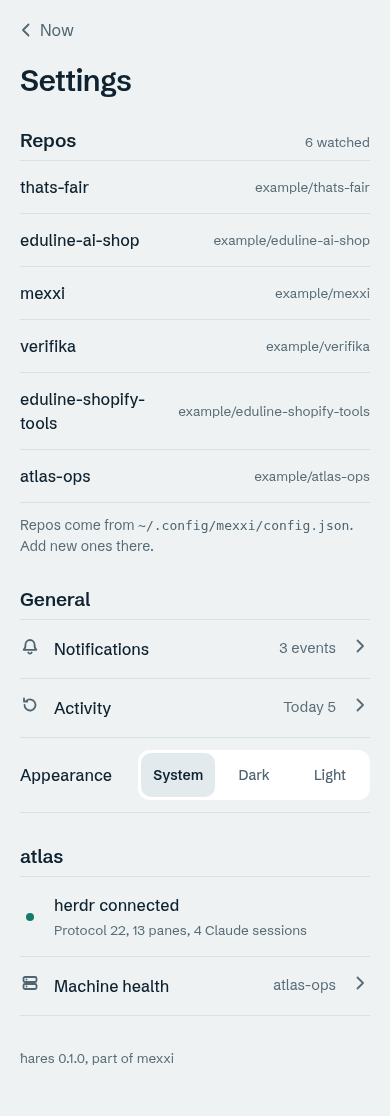 Now
Settings
Repos 6 watched
thats-fair example/thats-fair
eduline-ai-shop example/eduline-ai-shop
mexxi example/mexxi
verifika example/verifika
eduline-shopify-
tools example/eduline-shopify-tools
atlas-ops example/atlas-ops
Repos come from ~/.config/mexxi/config.json.
Add new ones there.
General
Notifications 3 events
Activity Today 5
Appearance System Dark Light
atlas
herdr connected
Protocol 22, 13 panes, 4 Claude sessions
Machine health atlas-ops
ħares 0.1.0, part of mexxi